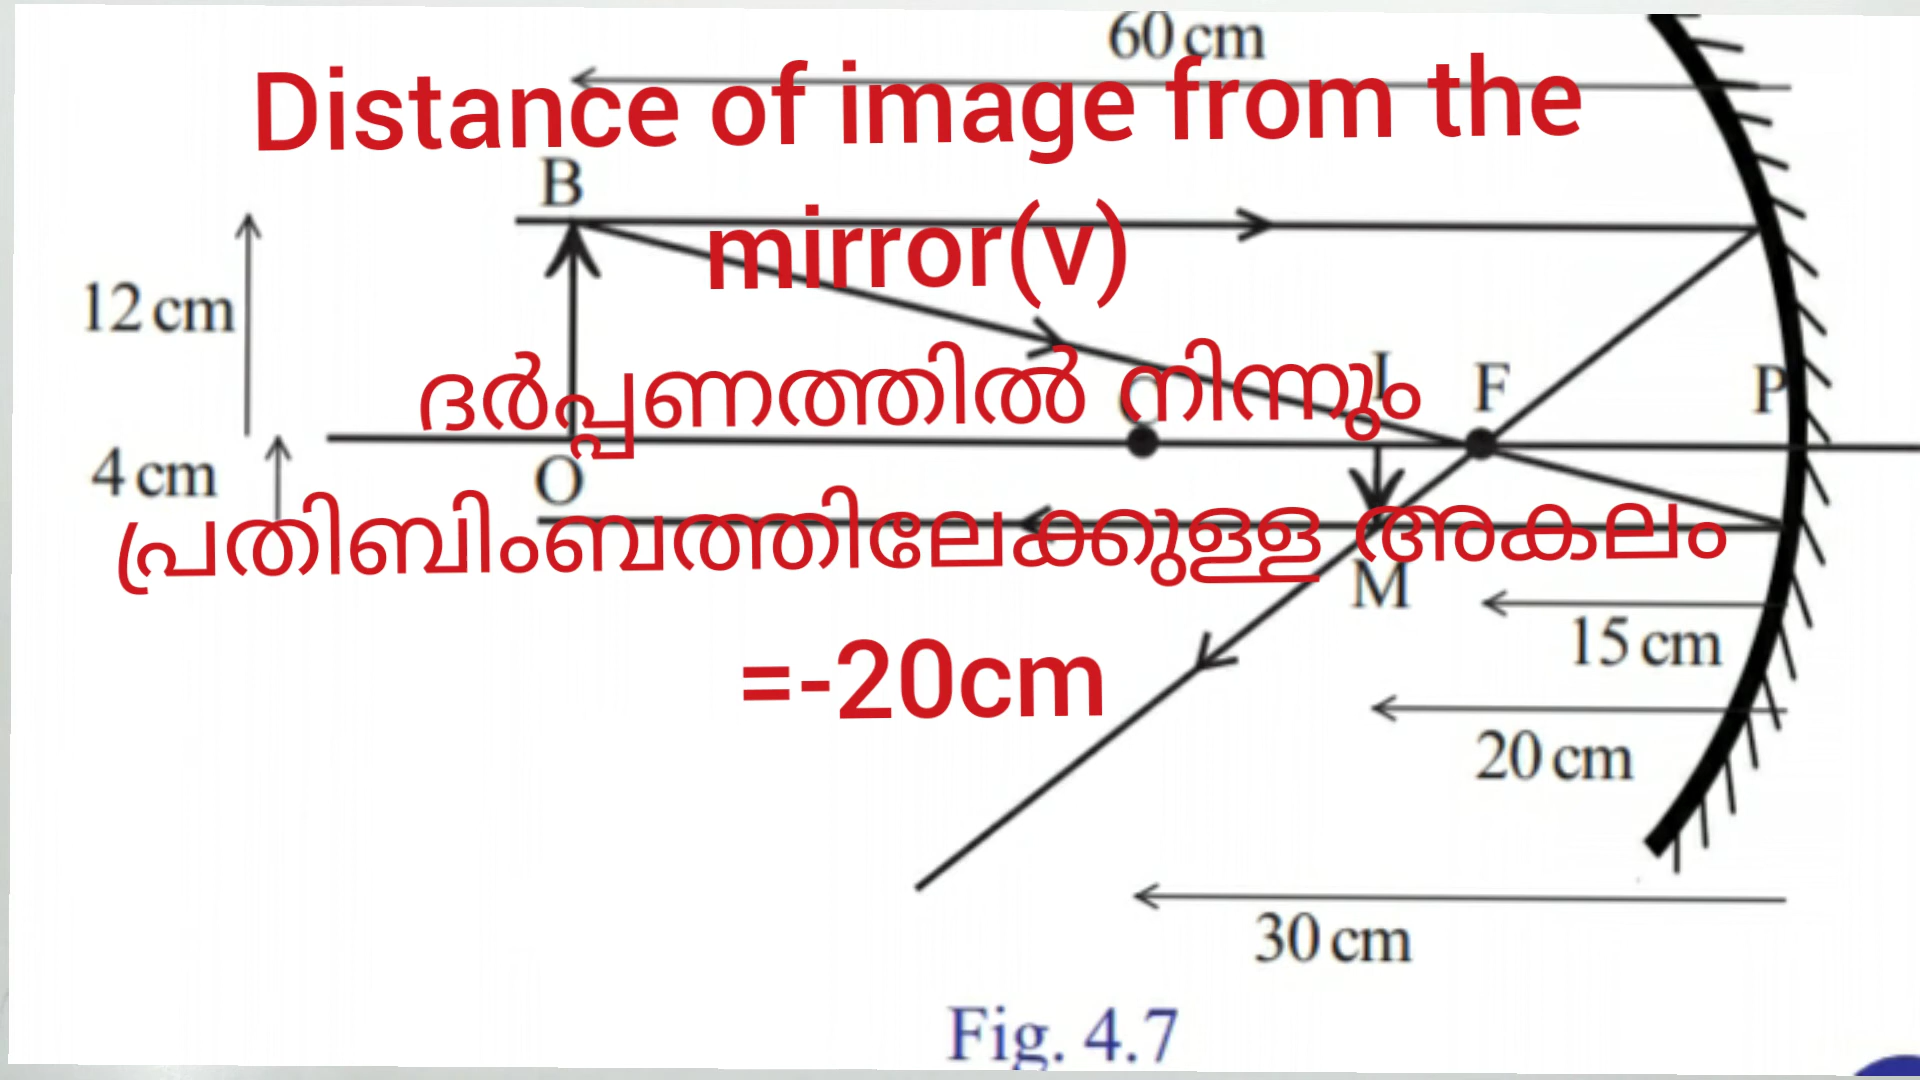 60 cm
Distance of image from the
B
mirror(v)
12 cm
ദർപ്പണത്തിൽ നിന്നും
C I F P
4 cm
O
പ്രതിബിംബത്തിലേക്കുള്ള അകലം
M
15 cm
=-20cm
20 cm
30 cm
Fig. 4.7